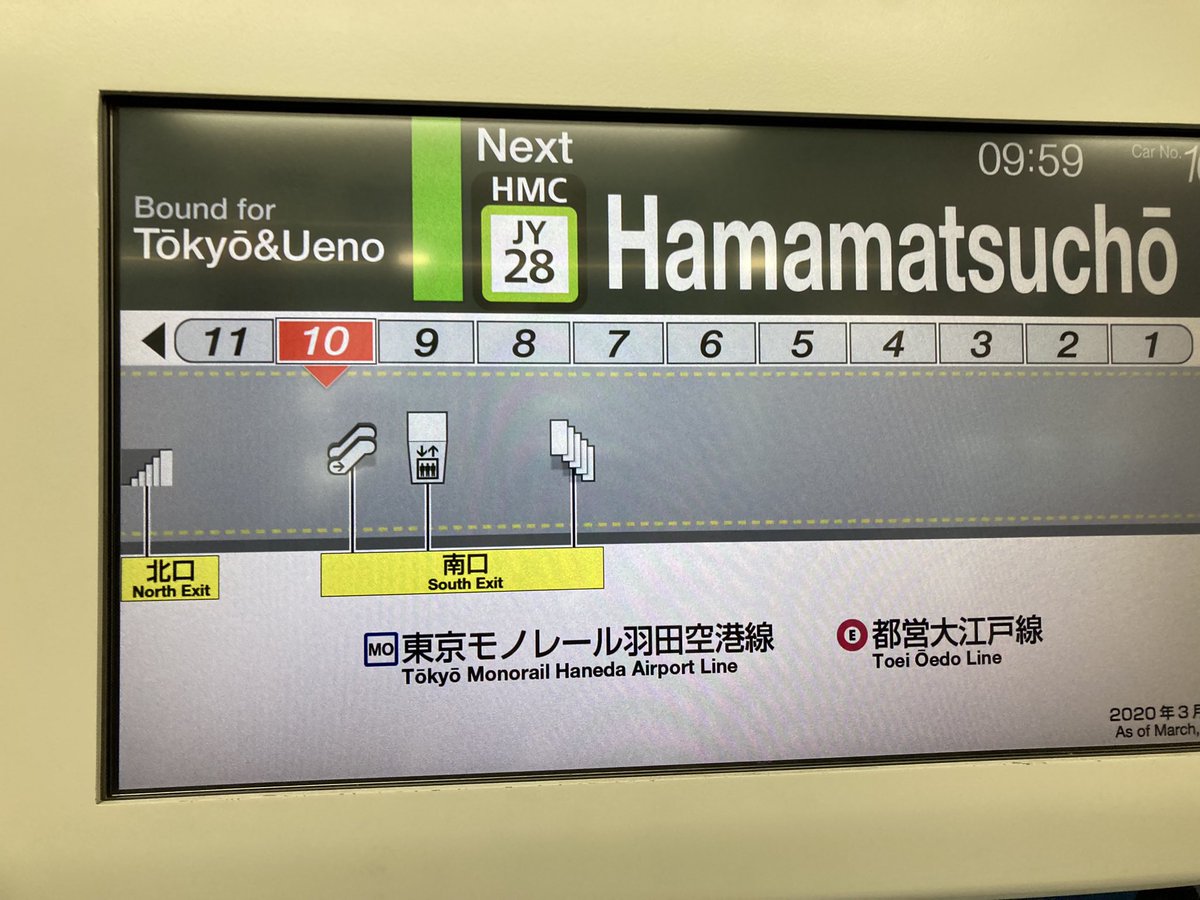 Bound for
Tōkyō&Ueno
Next
HMC
JY
28
Hamamatsuchō
09:59
Car No.
11 10 9 8 7 6 5 4 3 2 1
北口
North Exit
南口
South Exit
MO 東京モノレール羽田空港線
Tōkyō Monorail Haneda Airport Line
E 都営大江戸線
Toei Ōedo Line
2020年3月
As of March,